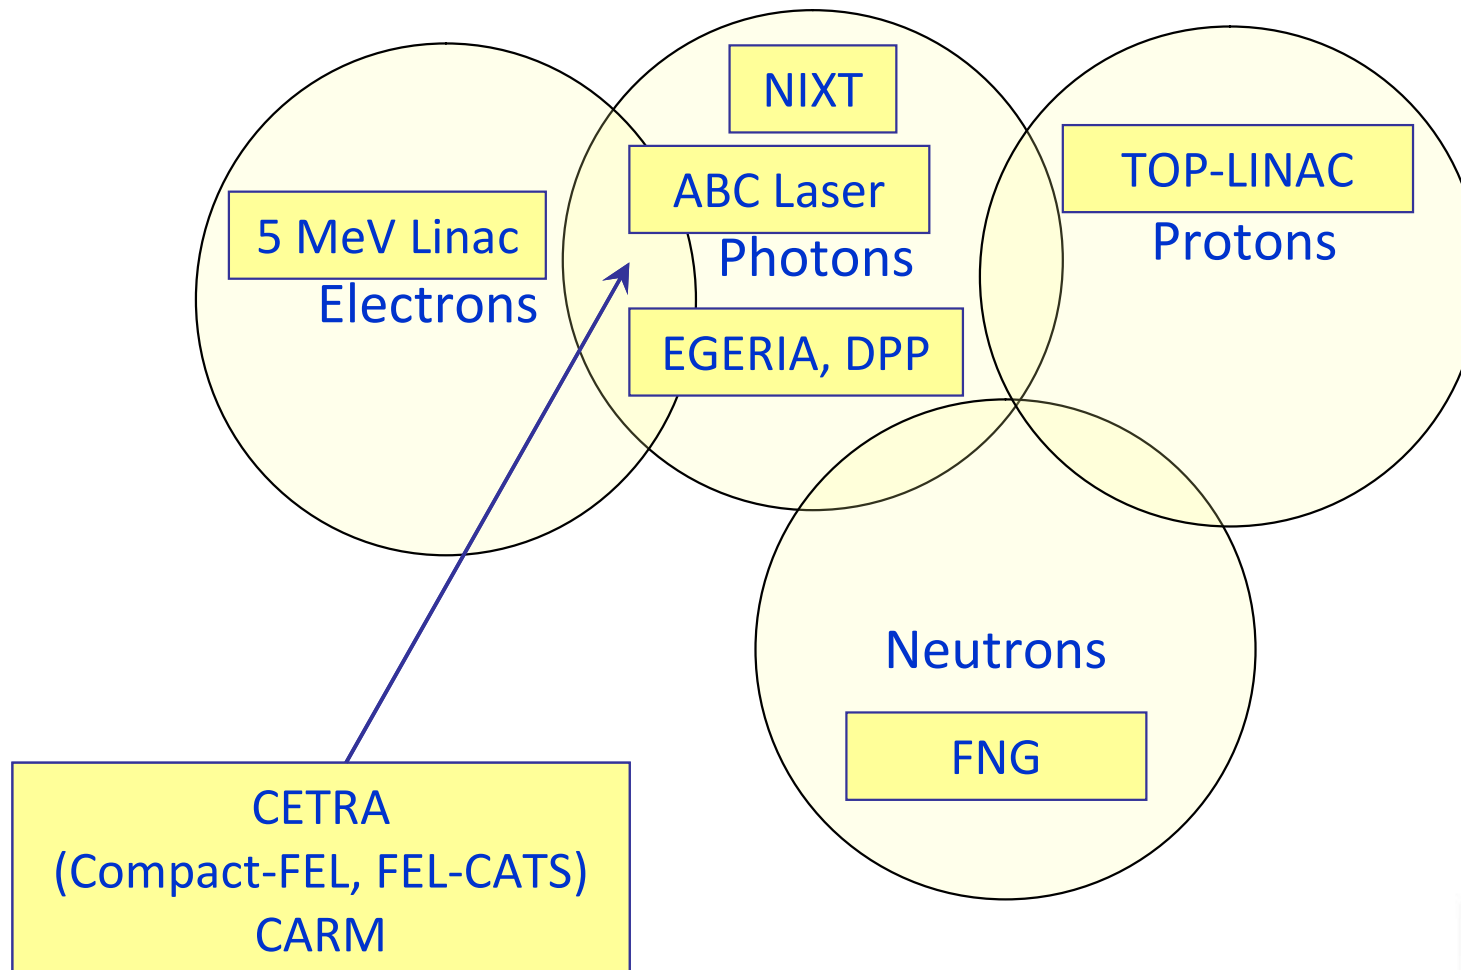 NIXT
ABC Laser
Photons
EGERIA, DPP
5 MeV Linac
Electrons
TOP-LINAC
Protons
Neutrons
FNG
CETRA
(Compact-FEL, FEL-CATS)
CARM